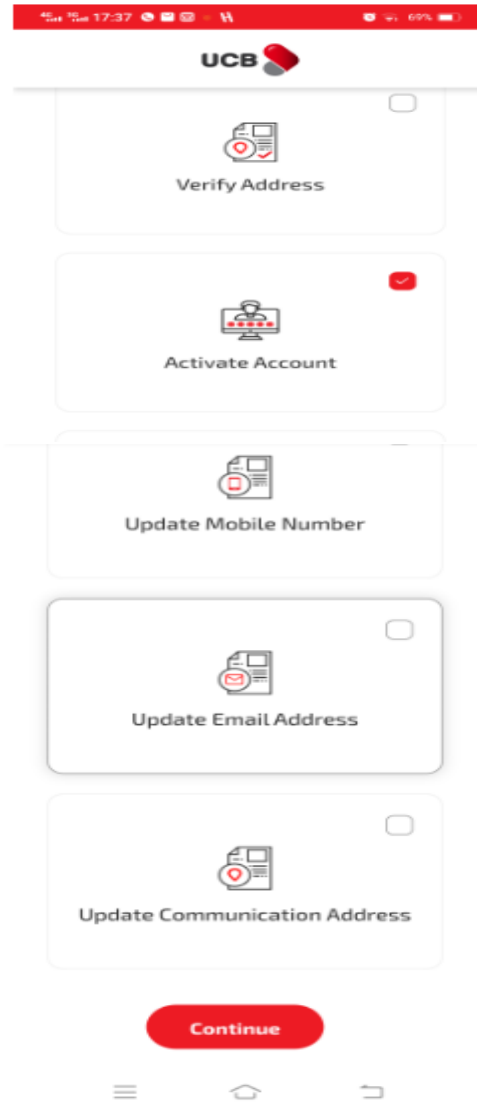 17:37
69%
UCB
Verify Address
Activate Account
Update Mobile Number
Update Email Address
Update Communication Address
Continue